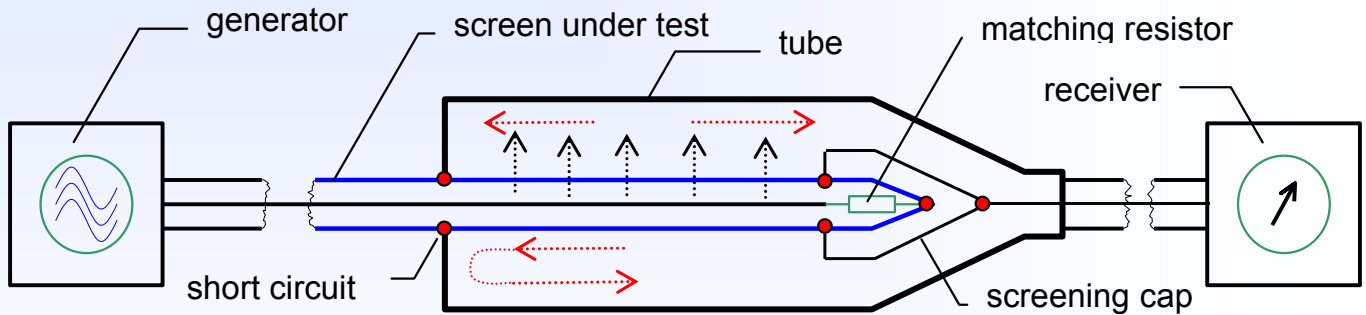 generator
screen under test
tube
matching resistor
receiver
short circuit
screening cap